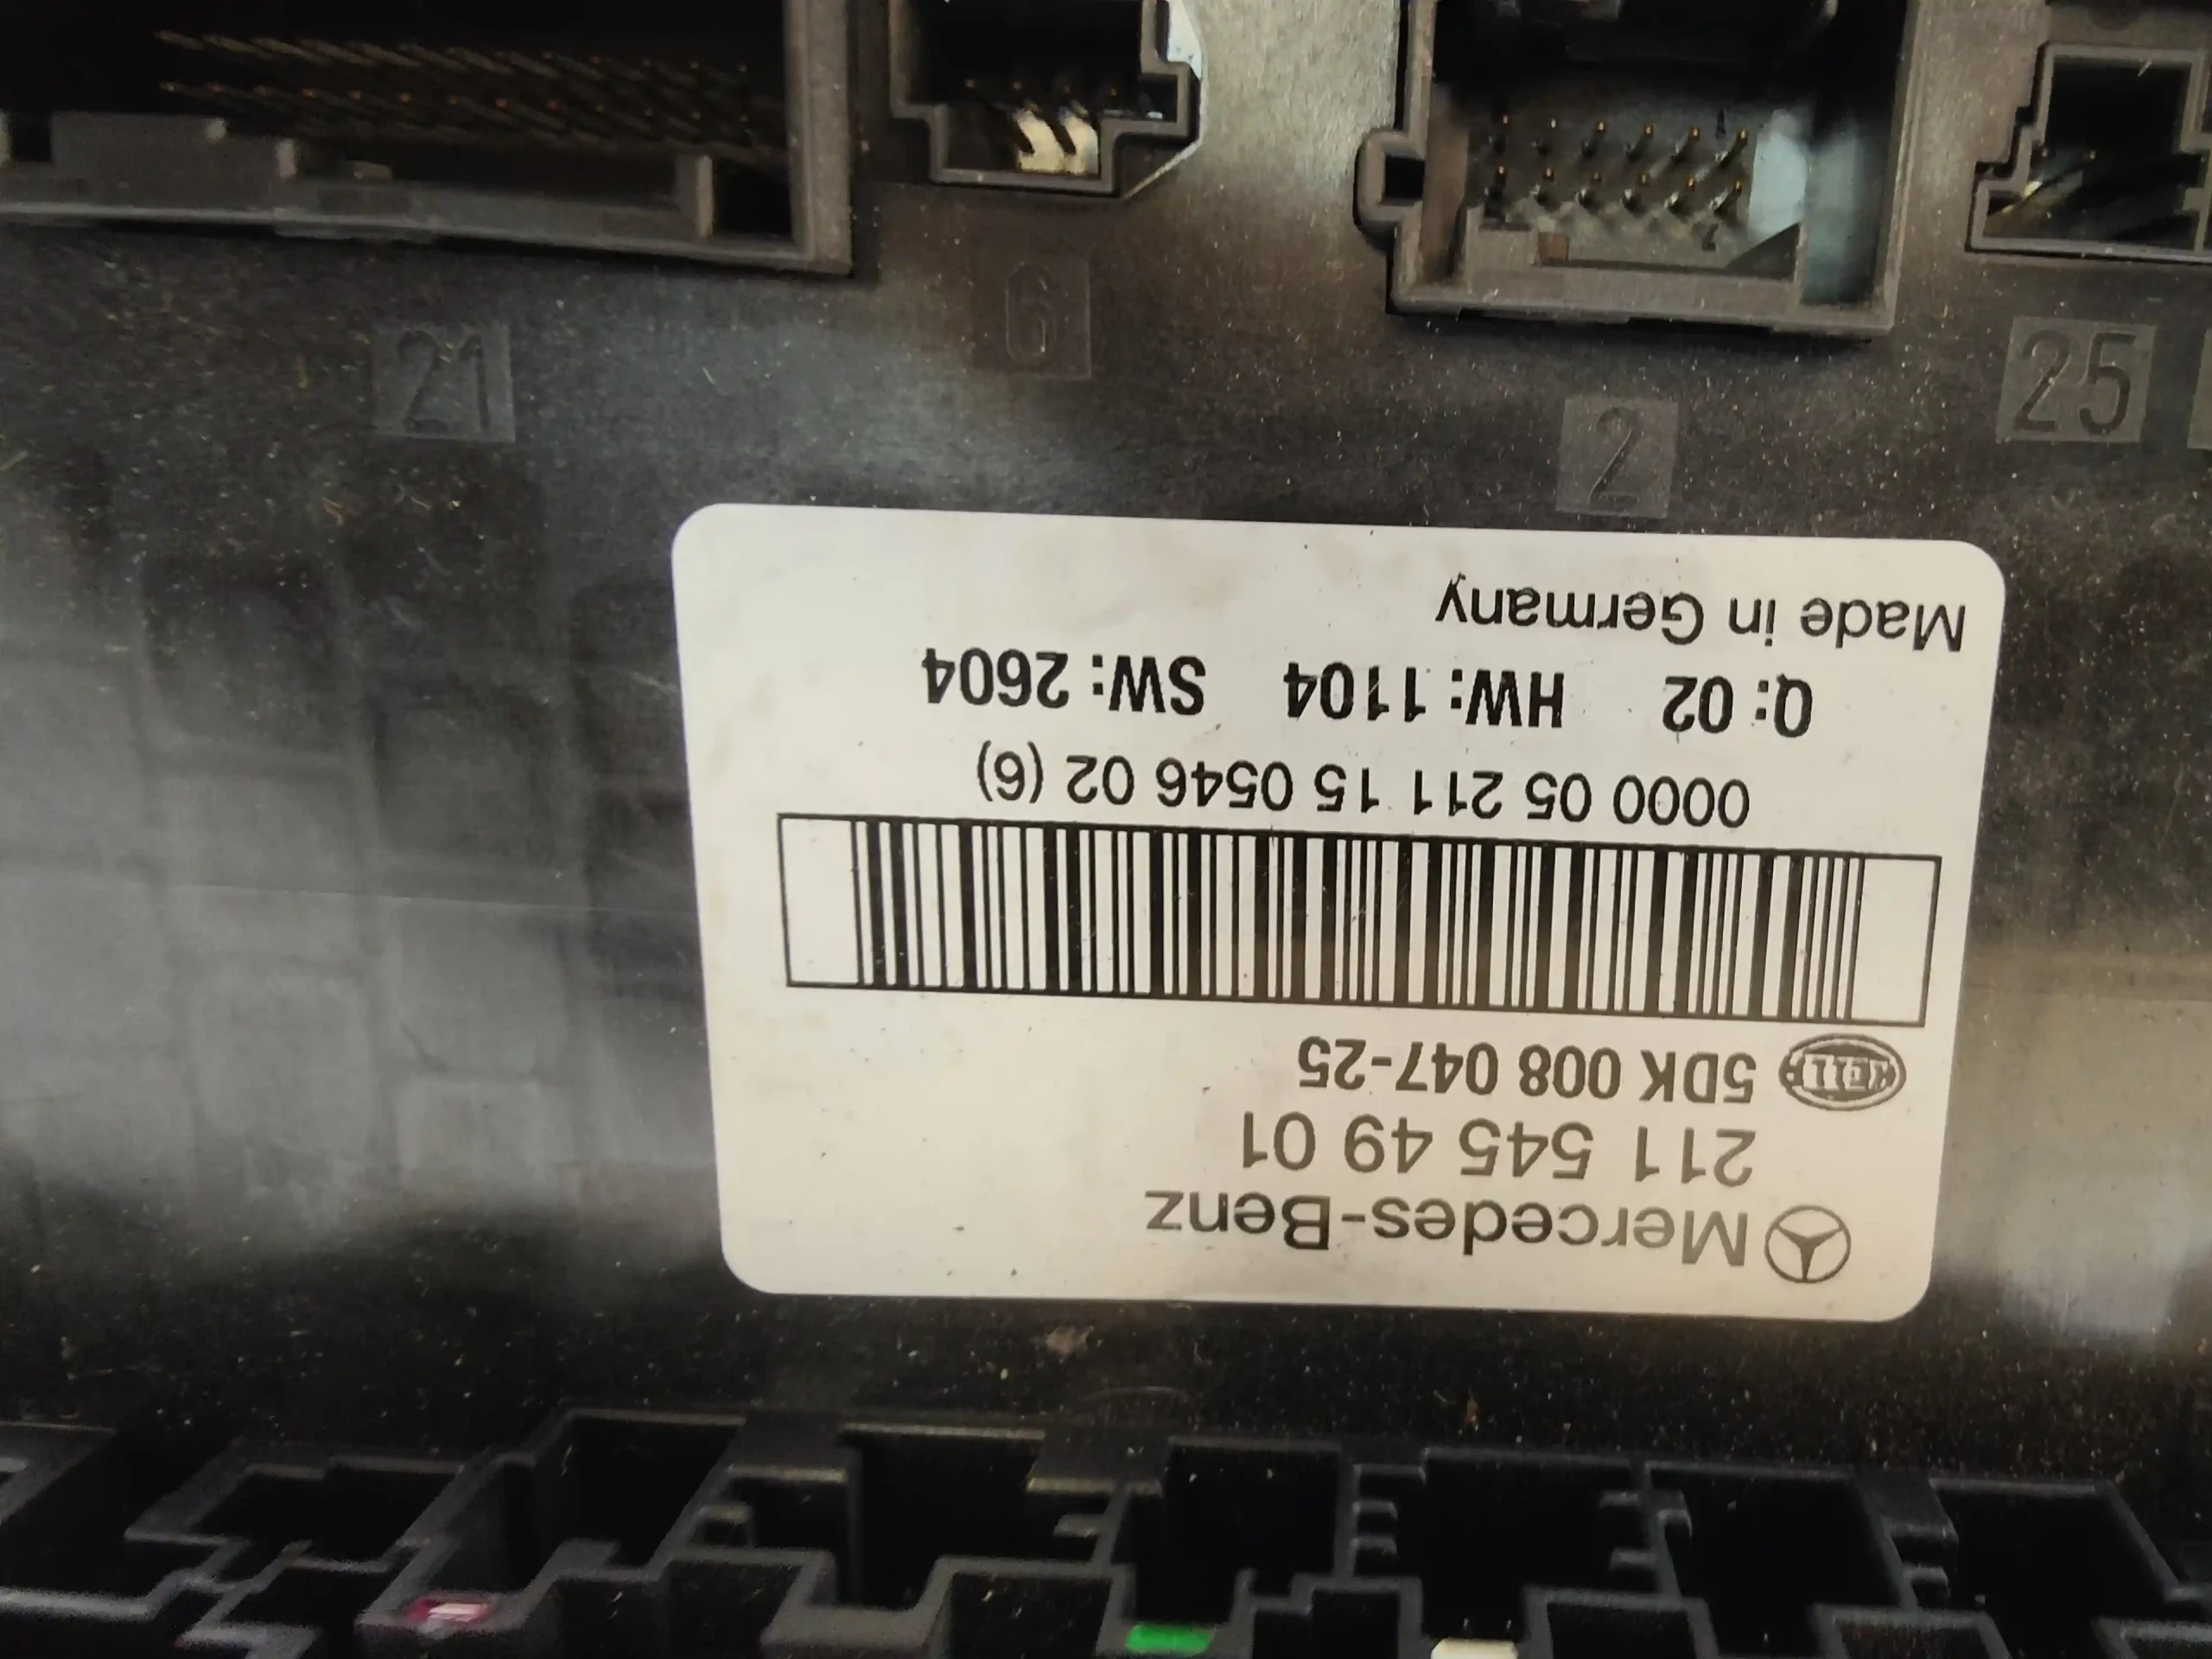 Mercedes-Benz
211 545 49 01
HELLA 5DK 008 047-25
0000 05 211 15 0546 02 (6)
Q: 02 HW: 1104 SW: 2604
Made in Germany
21
6
2
25